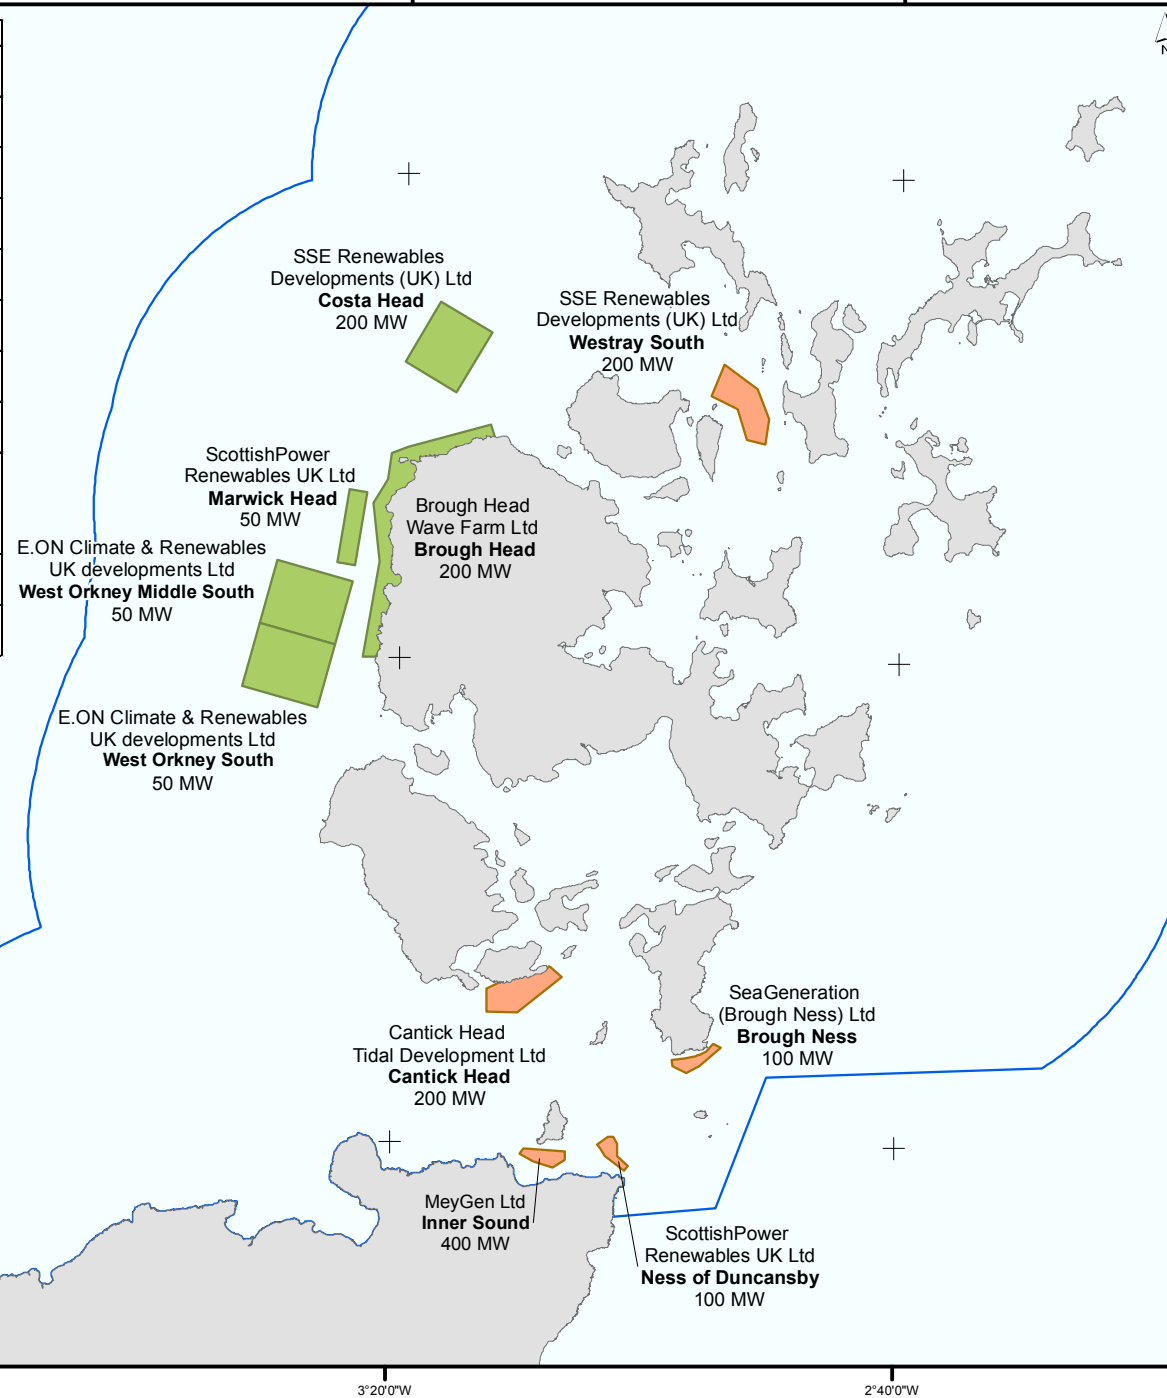 N
SSE Renewables
Developments (UK) Ltd
Costa Head
200 MW
SSE Renewables
Developments (UK) Ltd
Westray South
200 MW
ScottishPower
Renewables UK Ltd
Marwick Head
50 MW
Brough Head
Wave Farm Ltd
Brough Head
200 MW
E.ON Climate & Renewables
UK developments Ltd
West Orkney Middle South
50 MW
E.ON Climate & Renewables
UK developments Ltd
West Orkney South
50 MW
SeaGeneration
(Brough Ness) Ltd
Brough Ness
100 MW
Cantick Head
Tidal Development Ltd
Cantick Head
200 MW
MeyGen Ltd
Inner Sound
400 MW
ScottishPower
Renewables UK Ltd
Ness of Duncansby
100 MW
3°20'0"W
2°40'0"W